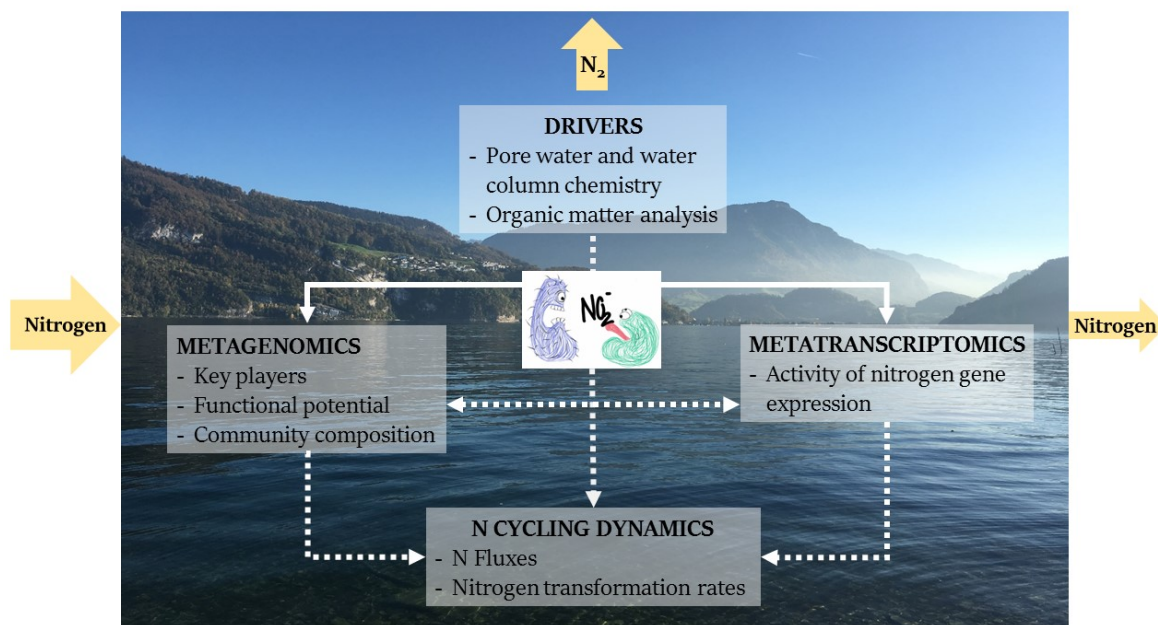 N₂
DRIVERS
- Pore water and water
column chemistry
- Organic matter analysis
Nitrogen
NO₂⁻
Nitrogen
METAGENOMICS
- Key players
- Functional potential
- Community composition
METATRANSCRIPTOMICS
- Activity of nitrogen gene
expression
N CYCLING DYNAMICS
- N Fluxes
- Nitrogen transformation rates